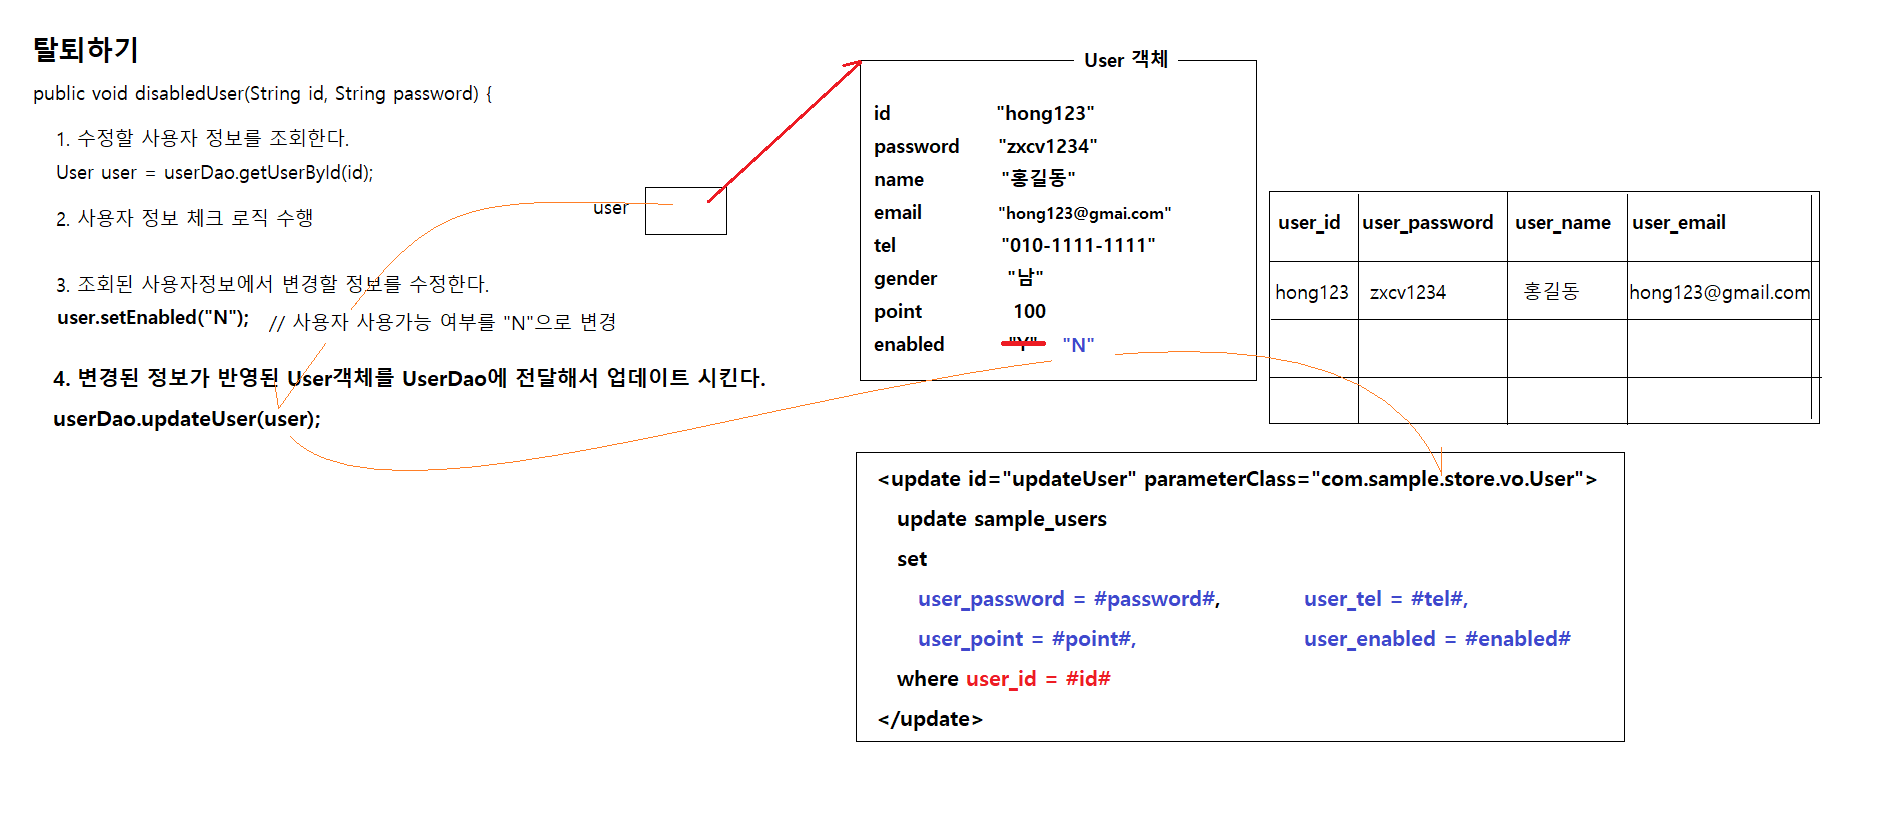 탈퇴하기
public void disabledUser(String id, String password) {
1. 수정할 사용자 정보를 조회한다.
User user = userDao.getUserById(id);
2. 사용자 정보 체크 로직 수행
3. 조회된 사용자정보에서 변경할 정보를 수정한다.
user.setEnabled("N"); // 사용자 사용가능 여부를 "N"으로 변경
4. 변경된 정보가 반영된 User객체를 UserDao에 전달해서 업데이트 시킨다.
userDao.updateUser(user);
user
User 객체
id "hong123"
password "zxcv1234"
name "홍길동"
email "hong123@gmai.com"
tel "010-1111-1111"
gender "남"
point 100
enabled "Y" "N"
user_id user_password user_name user_email
hong123 zxcv1234 홍길동 hong123@gmail.com
<update id="updateUser" parameterClass="com.sample.store.vo.User">
update sample_users
set
user_password = #password#, user_tel = #tel#,
user_point = #point#, user_enabled = #enabled#
where user_id = #id#
</update>